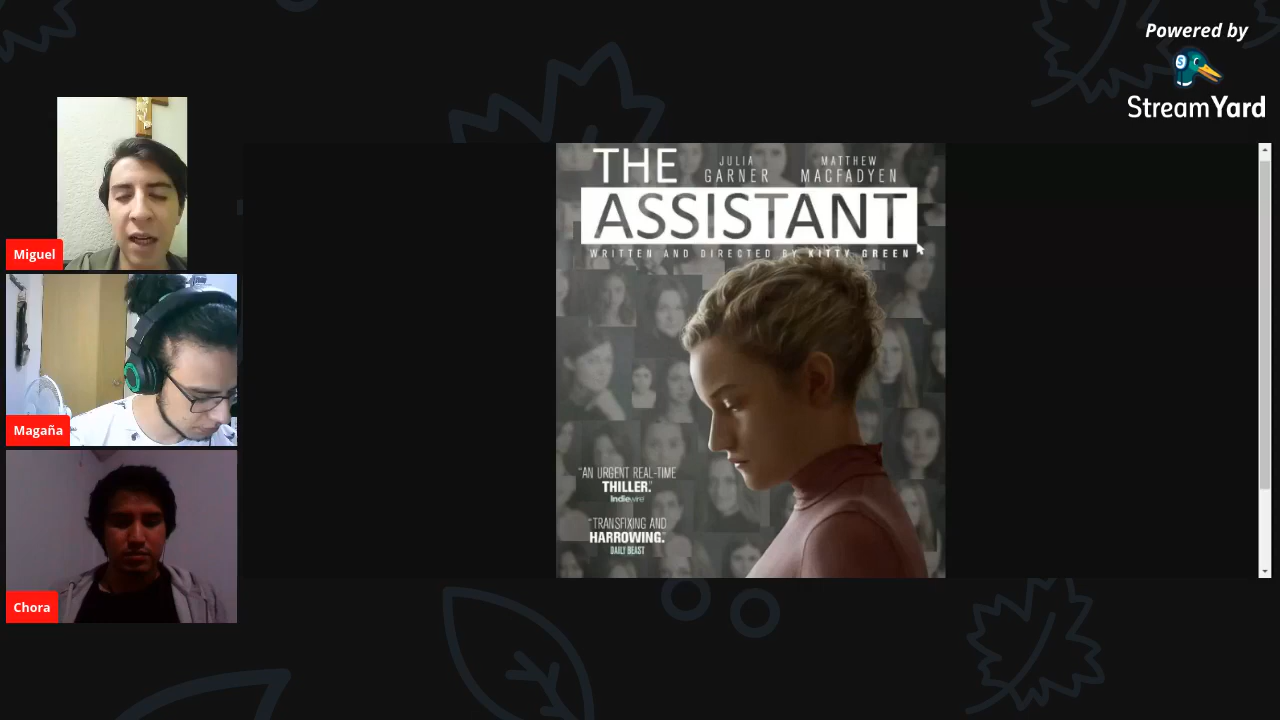 Powered by
StreamYard
Miguel
Magaña
Chora
THE
JULIA
GARNER
MATTHEW
MACFADYEN
ASSISTANT
WRITTEN AND DIRECTED BY KITTY GREEN
"AN URGENT REAL-TIME
THRILLER."
IndieWire
"TRANSFIXING AND
HARROWING."
DAILY BEAST